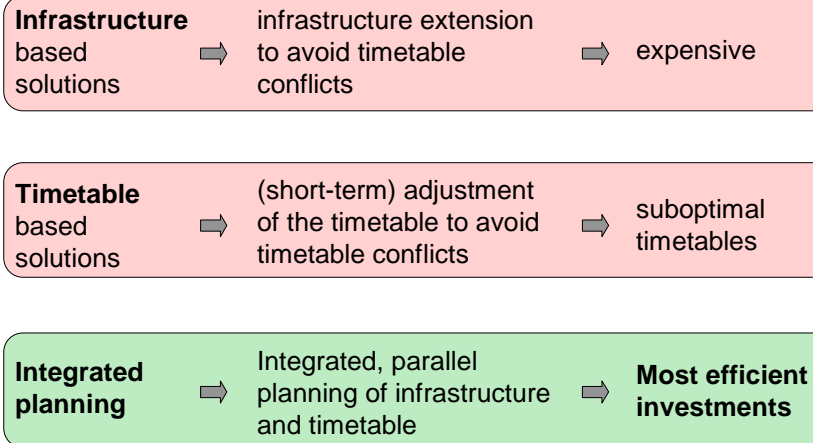 Infrastructure
based
solutions
infrastructure extension
to avoid timetable
conflicts
expensive
Timetable
based
solutions
(short-term) adjustment
of the timetable to avoid
timetable conflicts
suboptimal
timetables
Integrated
planning
Integrated, parallel
planning of infrastructure
and timetable
Most efficient
investments